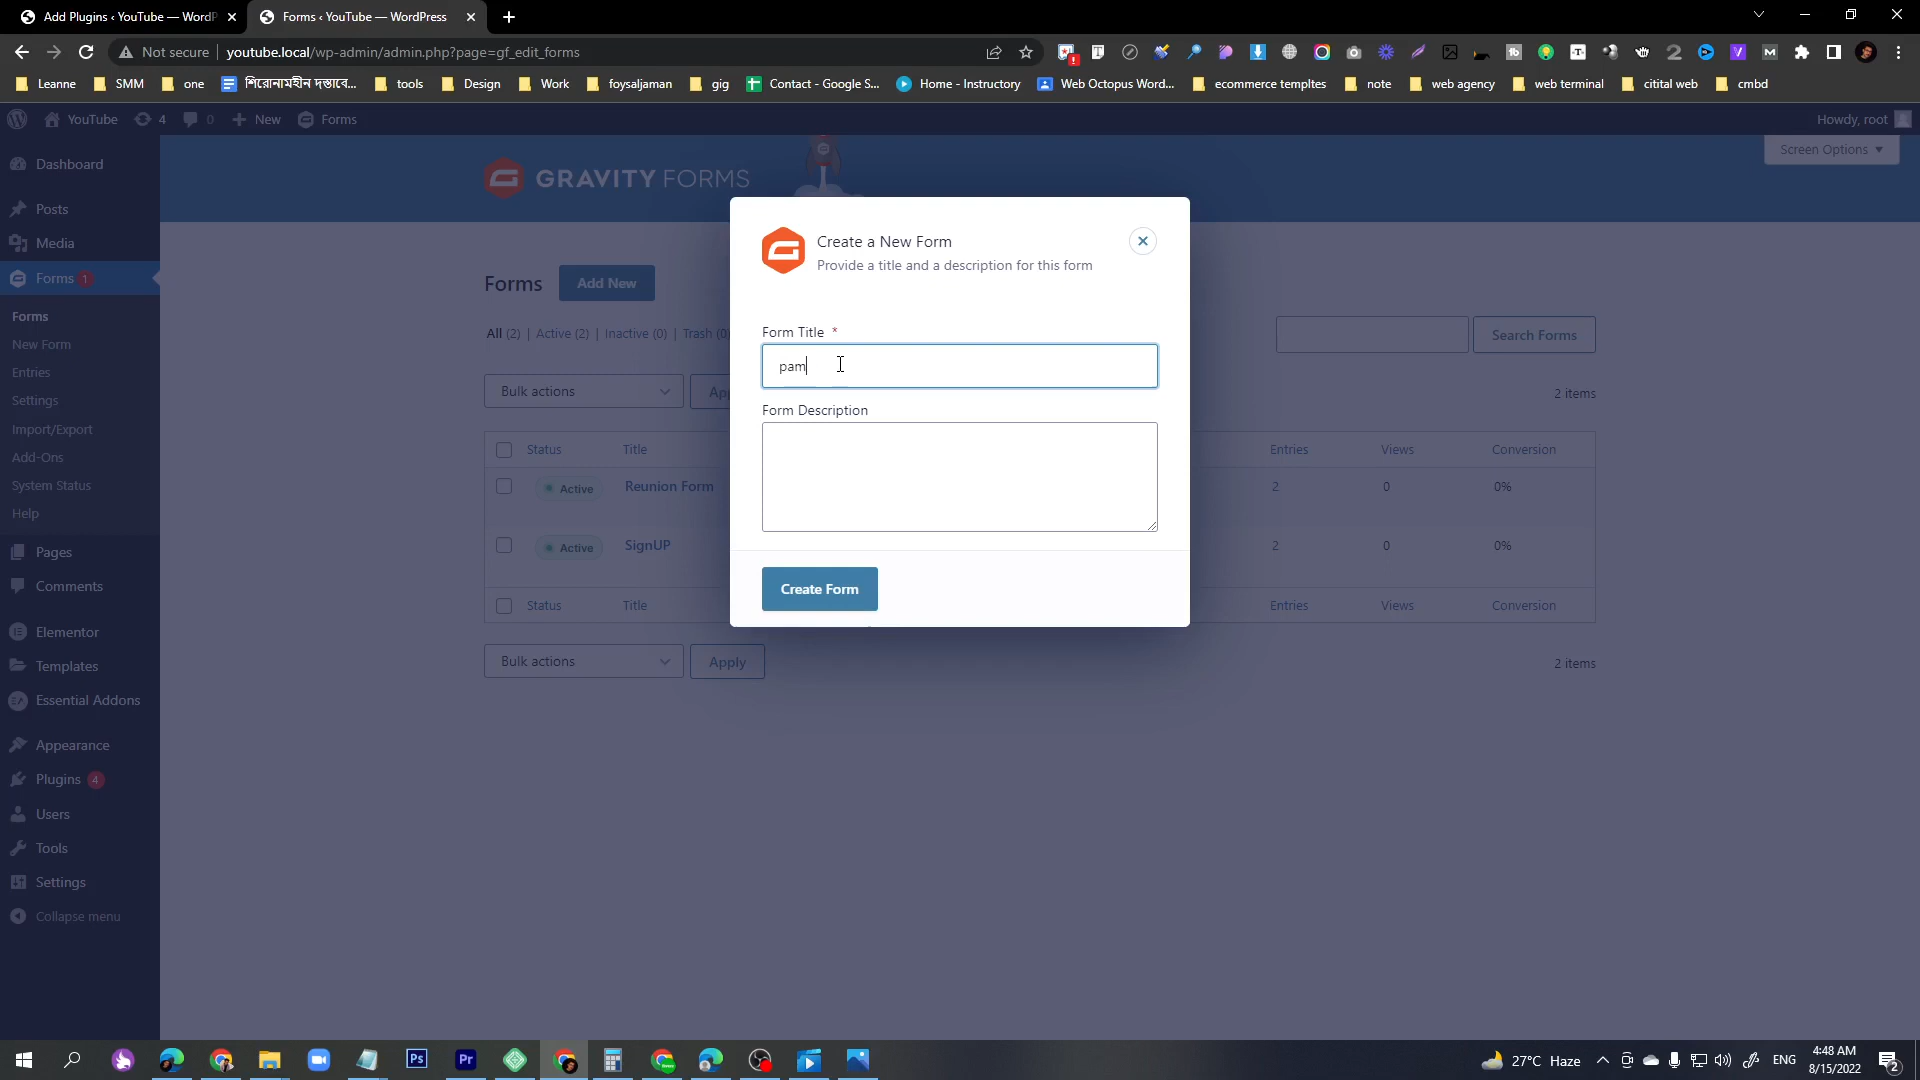 Add Plugins ‹ YouTube — WordP
Forms ‹ YouTube — WordPress
Not secure
youtube.local/wp-admin/admin.php?page=gf_edit_forms
Leanne
SMM
one
শিরোনামহীন দস্তাবে...
tools
Design
Work
foysaljaman
gig
Contact - Google S...
Home - Instructory
Web Octopus Word...
ecommerce templtes
note
web agency
web terminal
citital web
cmbd
YouTube
4
0
New
Forms
Howdy, root
Screen Options
GRAVITY FORMS
Dashboard
Posts
Media
Forms 1
Forms
New Form
Entries
Settings
Import/Export
Add-Ons
System Status
Help
Pages
Comments
Elementor
Templates
Essential Addons
Appearance
Plugins 4
Users
Tools
Settings
Collapse menu
Forms
Add New
All (2) | Active (2) | Inactive (0) | Trash (0)
Search Forms
Bulk actions
2 items
Status Title Entries Views Conversion
Active Reunion Form 2 0 0%
Active SignUP 2 0 0%
Status Title Entries Views Conversion
Bulk actions
Apply
2 items
Create a New Form
Provide a title and a description for this form
Form Title *
pam
Form Description
Create Form
Ps
Pr
27°C Haze
ENG
4:48 AM
8/15/2022
2